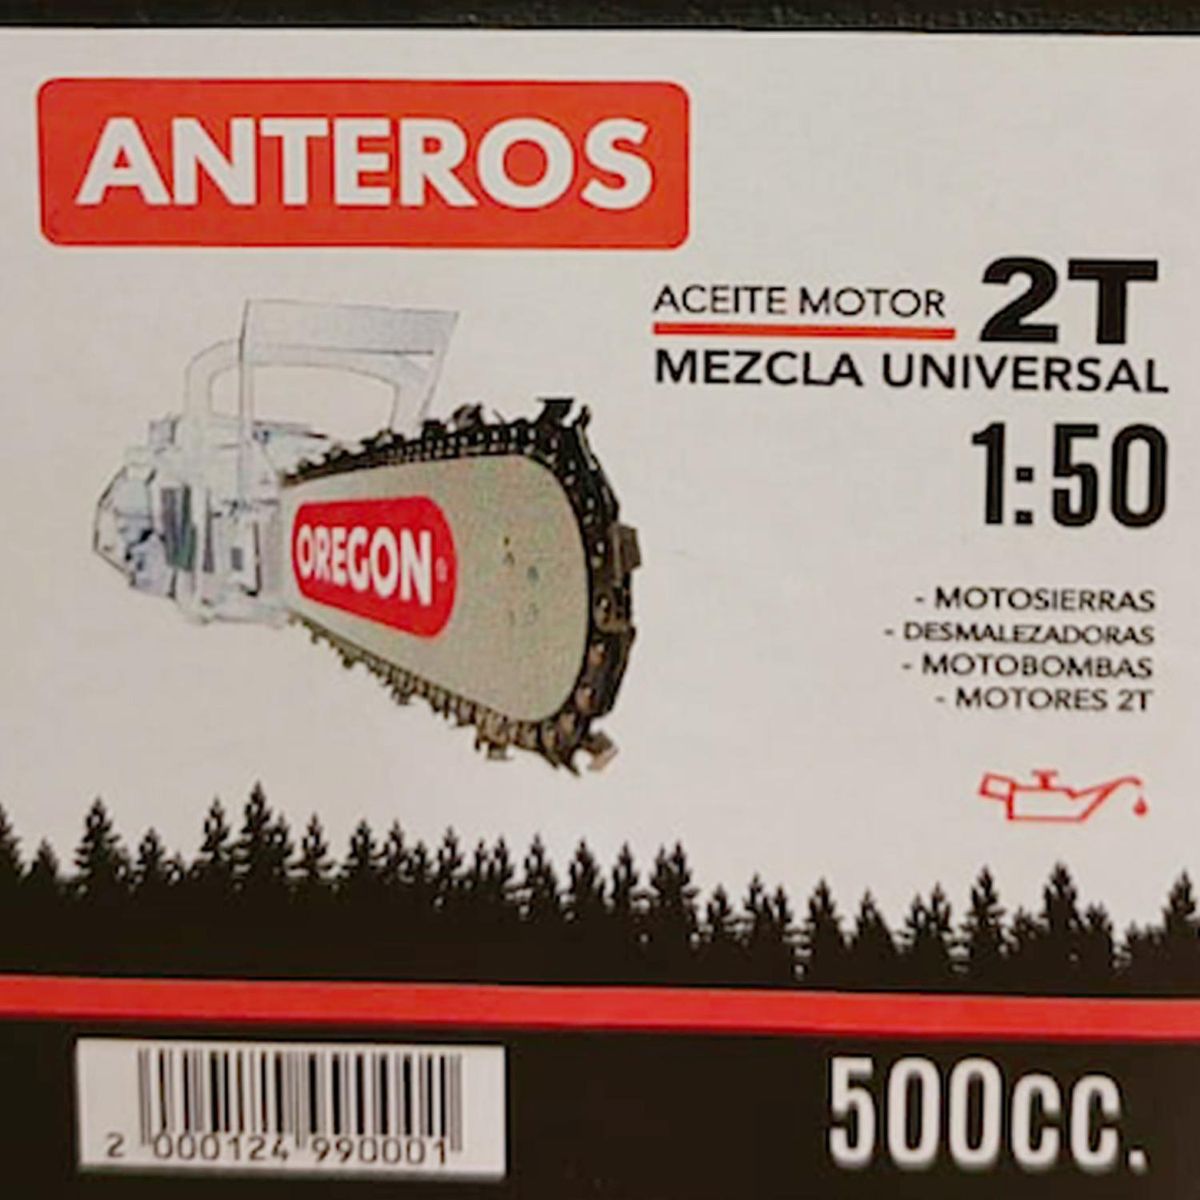 ANTEROS
ACEITE MOTOR 2T
MEZCLA UNIVERSAL
1:50
OREGON
- MOTOSIERRAS
- DESMALEZADORAS
- MOTOBOMBAS
- MOTORES 2T
2 000124 990001
500cc.